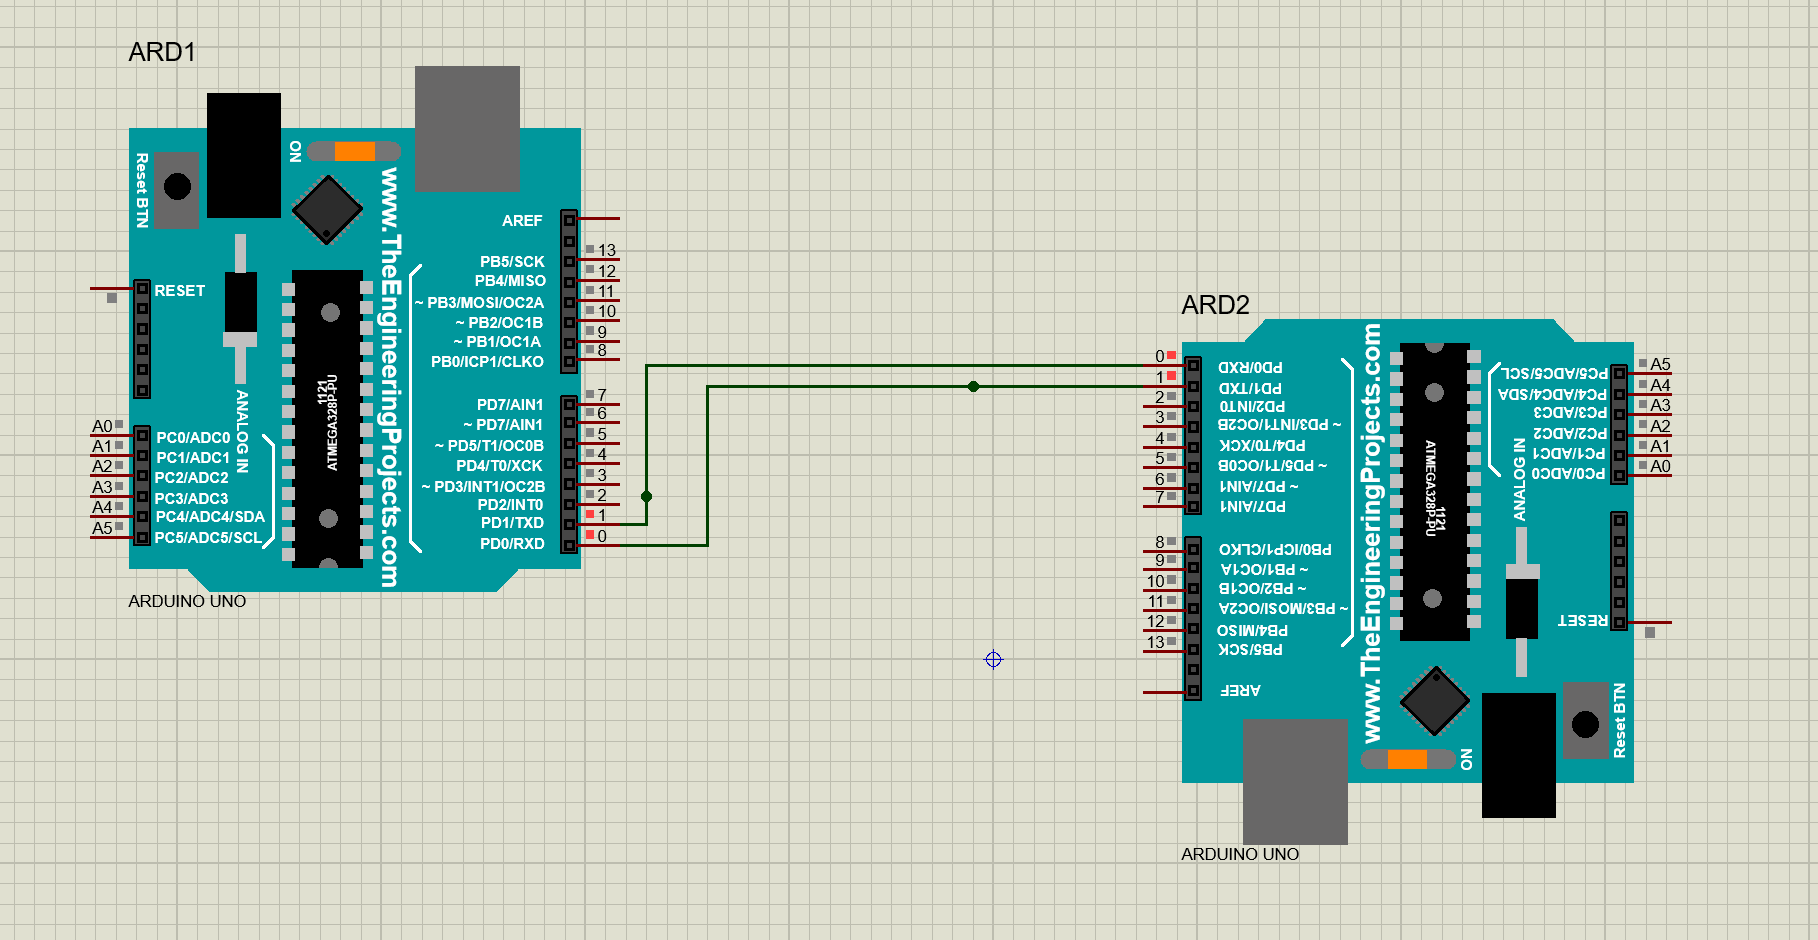 ARD1
Reset BTN
ON
www.TheEngineeringProjects.com
AREF
PB5/SCK
13
PB4/MISO
12
~ PB3/MOSI/OC2A
11
~ PB2/OC1B
10
~ PB1/OC1A
9
PB0/ICP1/CLKO
8
RESET
1121
ATMEGA328P-PU
ANALOG IN
PD7/AIN1
7
~ PD7/AIN1
6
~ PD5/T1/OC0B
5
PD4/T0/XCK
4
~ PD3/INT1/OC2B
3
PD2/INT0
2
PD1/TXD
1
PD0/RXD
0
A0
PC0/ADC0
A1
PC1/ADC1
A2
PC2/ADC2
A3
PC3/ADC3
A4
PC4/ADC4/SDA
A5
PC5/ADC5/SCL
ARDUINO UNO
ARD2
0
PD0/RXD
1
PD1/TXD
2
PD2/INT0
3
~ PD3/INT1/OC2B
4
PD4/T0/XCK
5
~ PD5/T1/OC0B
6
~ PD7/AIN1
7
PD7/AIN1
8
PB0/ICP1/CLKO
9
~ PB1/OC1A
10
~ PB2/OC1B
11
~ PB3/MOSI/OC2A
12
PB4/MISO
13
PB5/SCK
AREF
www.TheEngineeringProjects.com
1121
ATMEGA328P-PU
ANALOG IN
PC5/ADC5/SCL
A5
PC4/ADC4/SDA
A4
PC3/ADC3
A3
PC2/ADC2
A2
PC1/ADC1
A1
PC0/ADC0
A0
RESET
Reset BTN
ON
ARDUINO UNO